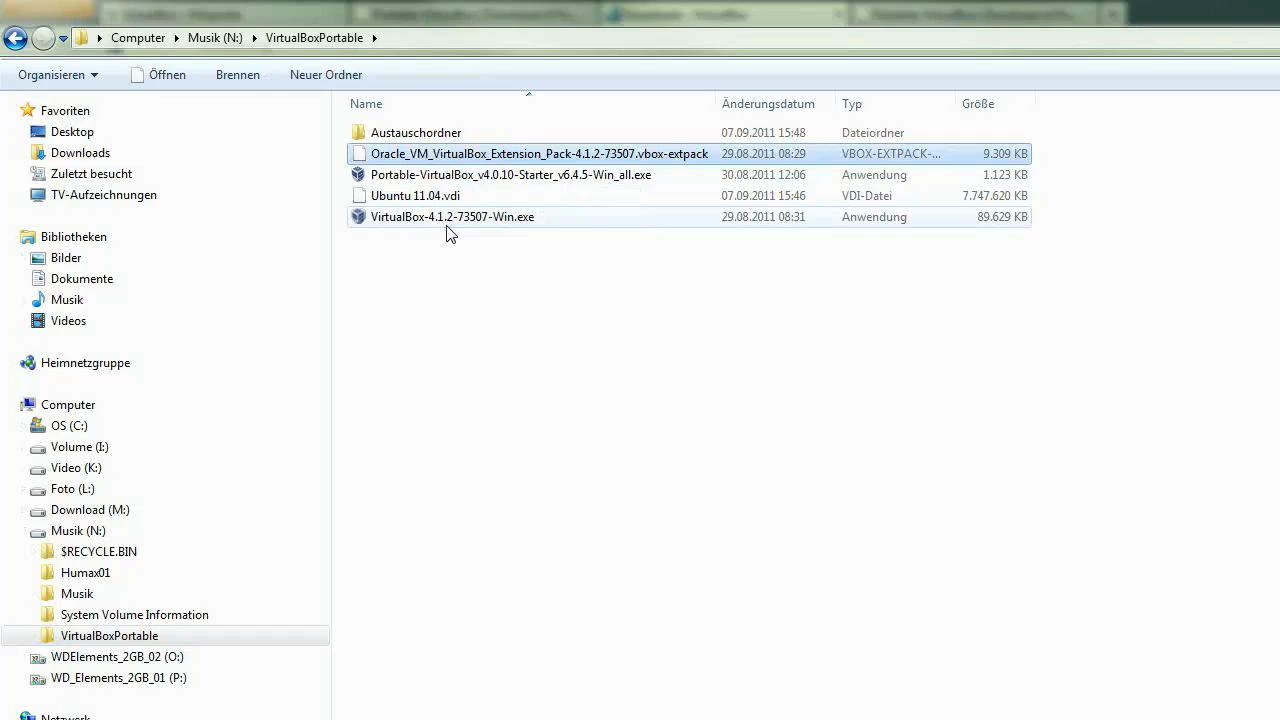 Computer Musik (N:) VirtualBoxPortable
Organisieren Öffnen Brennen Neuer Ordner
Name Änderungsdatum Typ Größe
Austauschordner 07.09.2011 15:48 Dateiordner
Oracle_VM_VirtualBox_Extension_Pack-4.1.2-73507.vbox-extpack 29.08.2011 08:29 VBOX-EXTPACK-... 9.309 KB
Portable-VirtualBox_v4.0.10-Starter_v6.4.5-Win_all.exe 30.08.2011 12:06 Anwendung 1.123 KB
Ubuntu 11.04.vdi 07.09.2011 15:46 VDI-Datei 7.747.620 KB
VirtualBox-4.1.2-73507-Win.exe 29.08.2011 08:31 Anwendung 89.629 KB
Favoriten
Desktop
Downloads
Zuletzt besucht
TV-Aufzeichnungen
Bibliotheken
Bilder
Dokumente
Musik
Videos
Heimnetzgruppe
Computer
OS (C:)
Volume (I:)
Video (K:)
Foto (L:)
Download (M:)
Musik (N:)
$RECYCLE.BIN
Humax01
Musik
System Volume Information
VirtualBoxPortable
WDElements_2GB_02 (O:)
WD_Elements_2GB_01 (P:)
Netzwerk